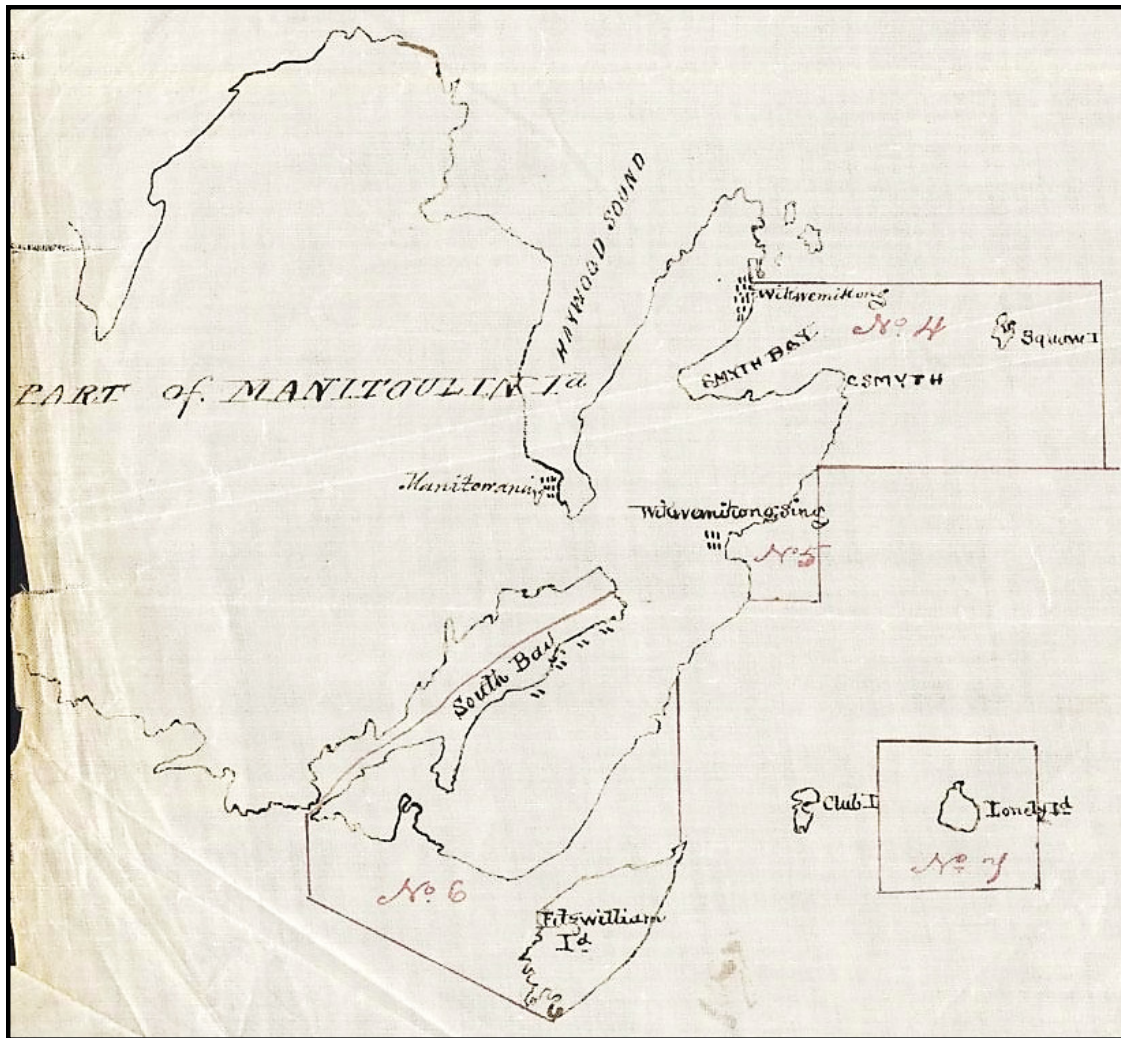 HAYWOOD SOUND
Wikwemikong
No. 4
Squaw I
SMYTH BAY
C SMYTH
PART of MANITOULIN Id
Manitowaning
Wikwemikong Sing
No 5
South Bay
Club I
Lonely Id
No. 7
No. 6
Fitzwilliam
Id